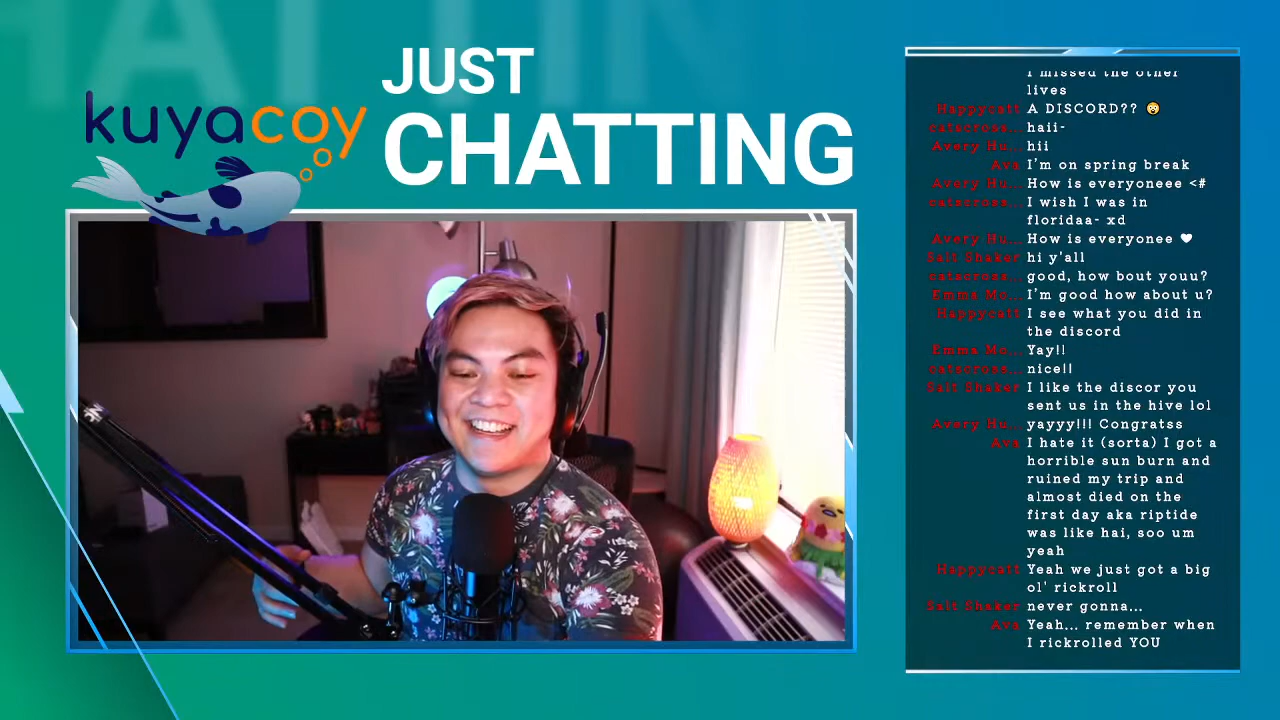 JUST
CHATTING
kuyacoy
I missed the other
lives
Happycatt A DISCORD??
catscross... haii-
Avery Hu... hii
Ava I'm on spring break
Avery Hu... How is everyoneee <#
catscross... I wish I was in
floridaa- xd
Avery Hu... How is everyonee
Salt Shaker hi y'all
catscross... good, how bout youu?
Emma Mo... I'm good how about u?
Happycatt I see what you did in
the discord
Emma Mo... Yay!!
catscross... nice!!
Salt Shaker I like the discor you
sent us in the hive lol
Avery Hu... yayyy!!! Congratss
Ava I hate it (sorta) I got a
horrible sun burn and
ruined my trip and
almost died on the
first day aka riptide
was like hai, soo um
yeah
Happycatt Yeah we just got a big
ol' rickroll
Salt Shaker never gonna...
Ava Yeah... remember when
I rickrolled YOU